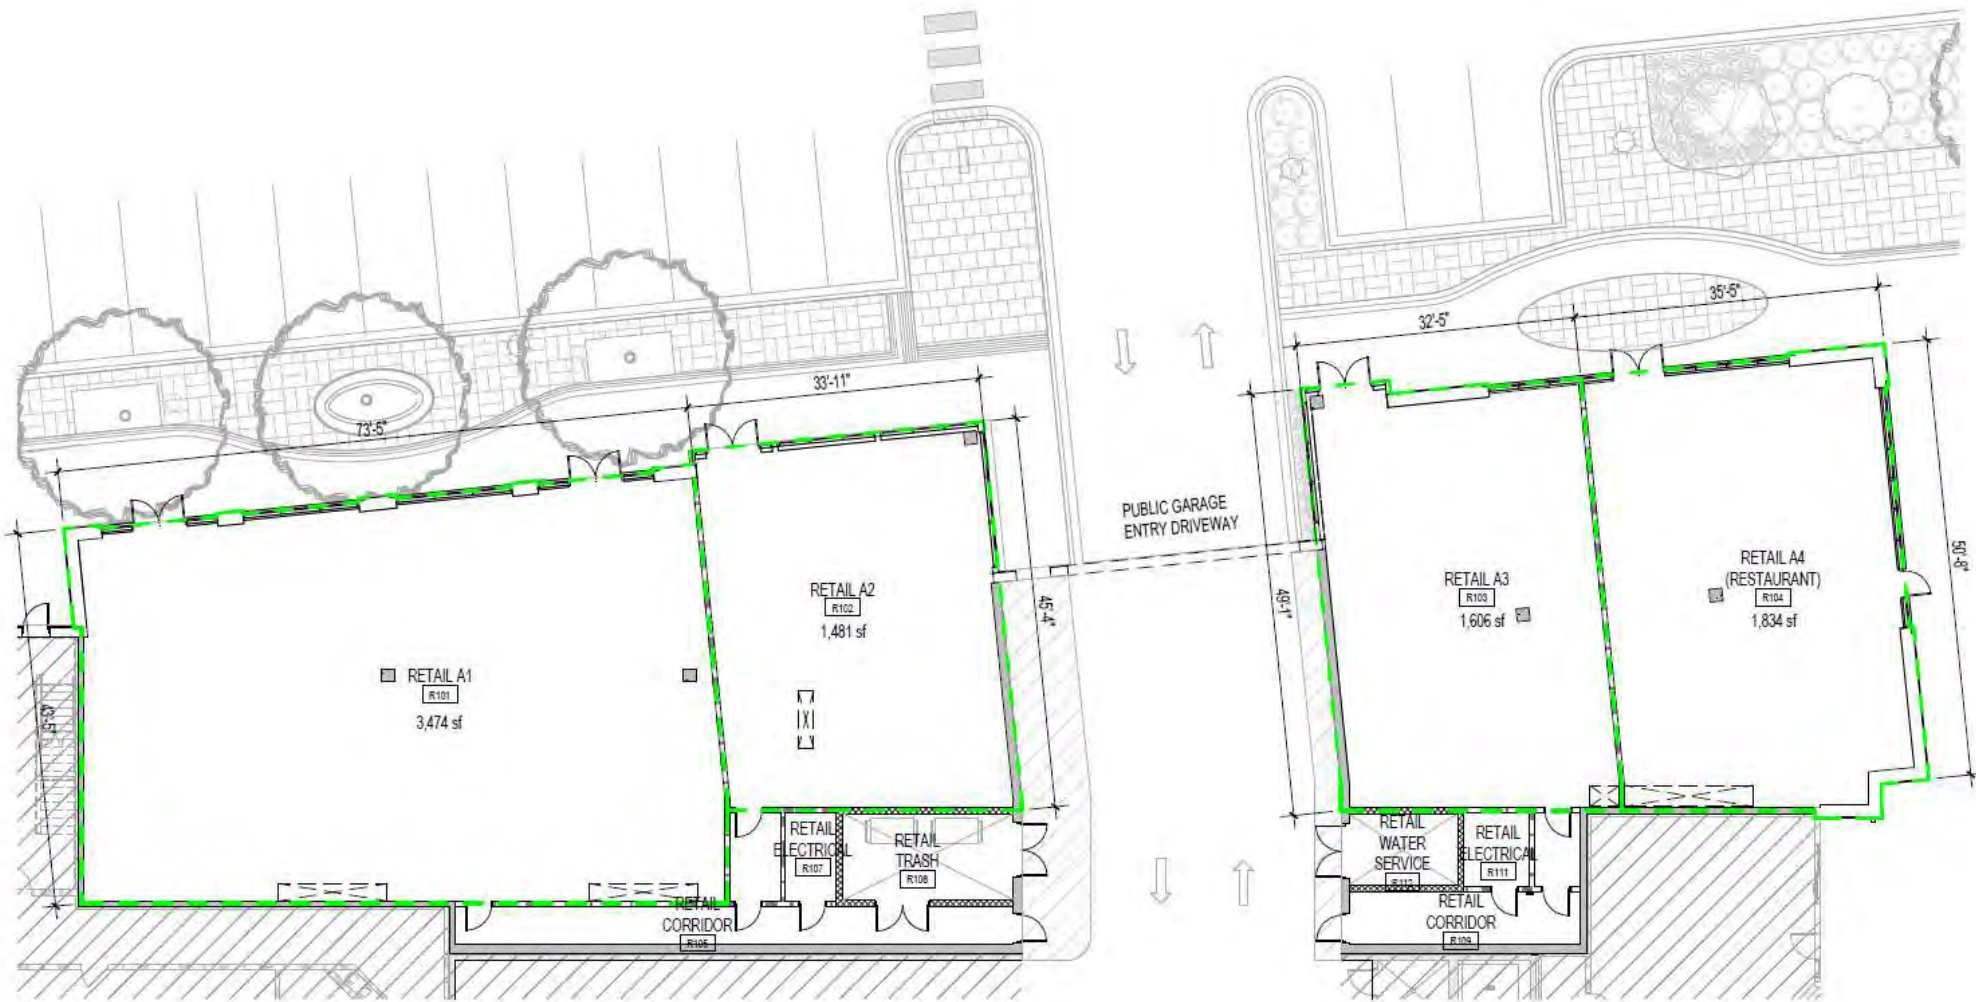 35'-5"
32'-5"
33'-11"
73'-5"
PUBLIC GARAGE
ENTRY DRIVEWAY
RETAIL A1
R101
3,474 sf
43'-5"
RETAIL A2
R102
1,481 sf
45'-4"
49'-1"
RETAIL A3
R103
1,606 sf
RETAIL A4
(RESTAURANT)
R104
1,834 sf
50'-8"
RETAIL
ELECTRICAL
R107
RETAIL
TRASH
R108
RETAIL
CORRIDOR
R105
RETAIL
WATER
SERVICE
RETAIL
ELECTRICAL
R111
RETAIL
CORRIDOR
R109